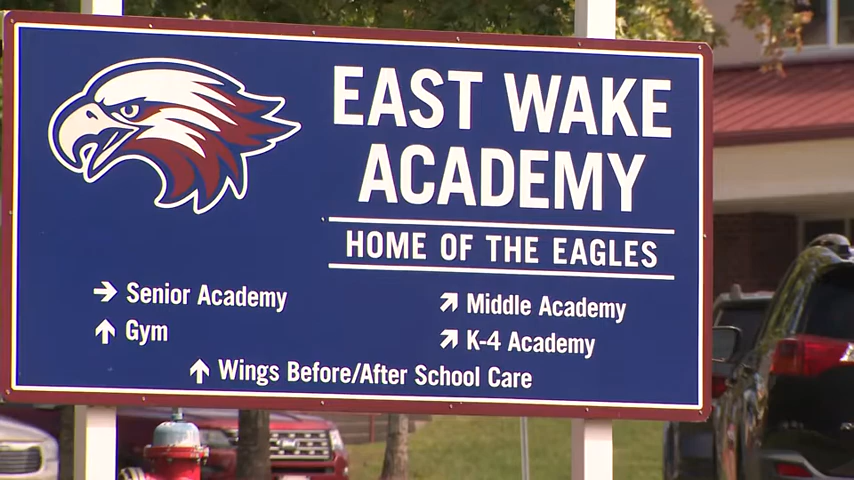 EAST WAKE
ACADEMY
HOME OF THE EAGLES
→ Senior Academy
↗ Middle Academy
↑ Gym
↗ K-4 Academy
↑ Wings Before/After School Care